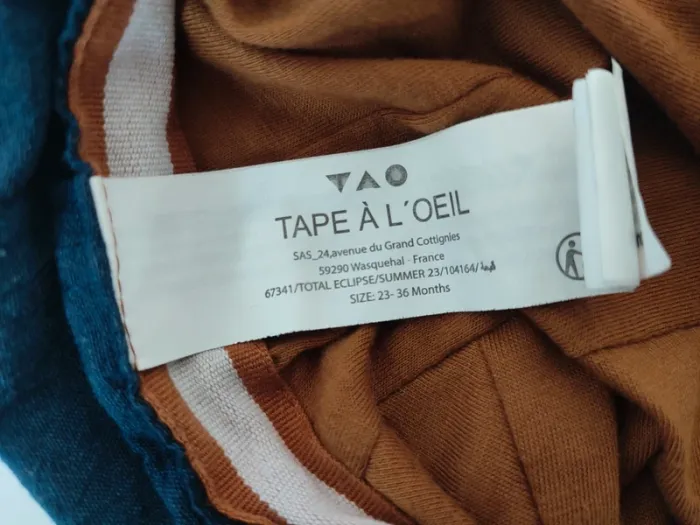 TAO
TAPE À L´OEIL
SAS_24,avenue du Grand Cottignies
59290 Wasquehal - France
67341/TOTAL ECLIPSE/SUMMER 23/104164/
SIZE: 23- 36 Months